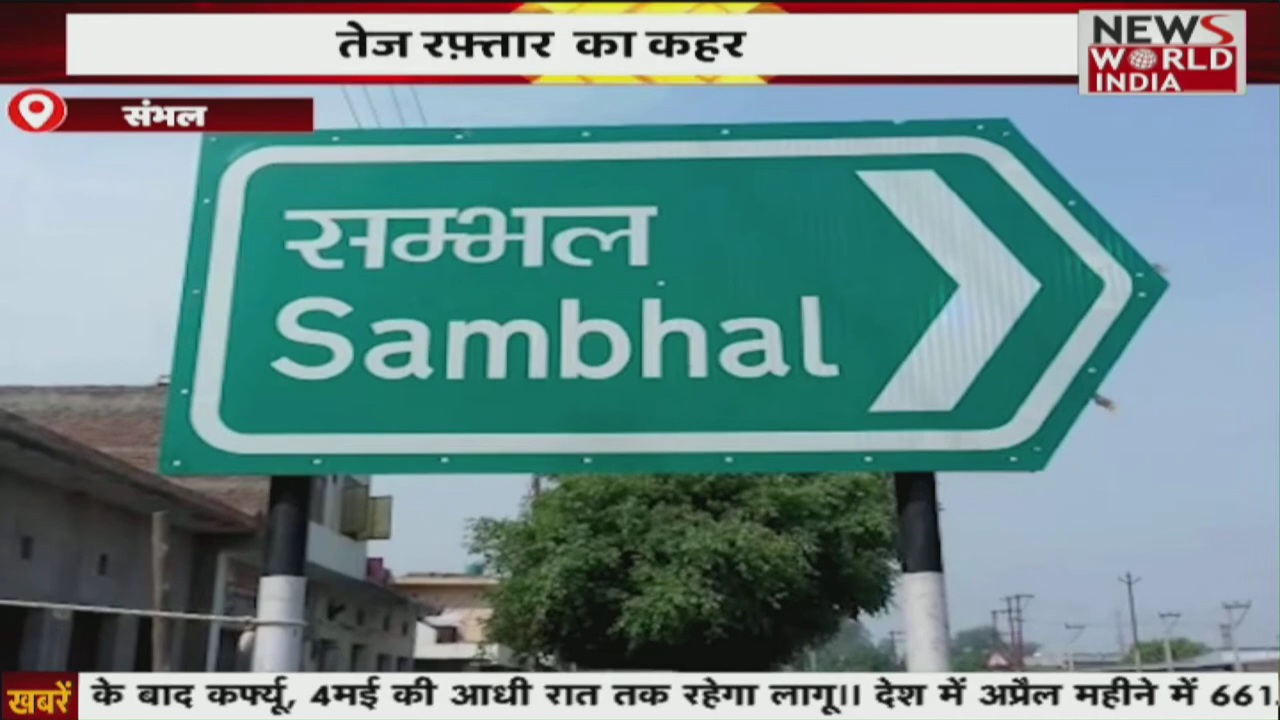 तेज रफ़्तार का कहर
NEWS
WORLD
INDIA
संभल
सम्भल
Sambhal
खबरें
के बाद कर्फ्यू, 4मई की आधी रात तक रहेगा लागू।। देश में अप्रैल महीने में 661